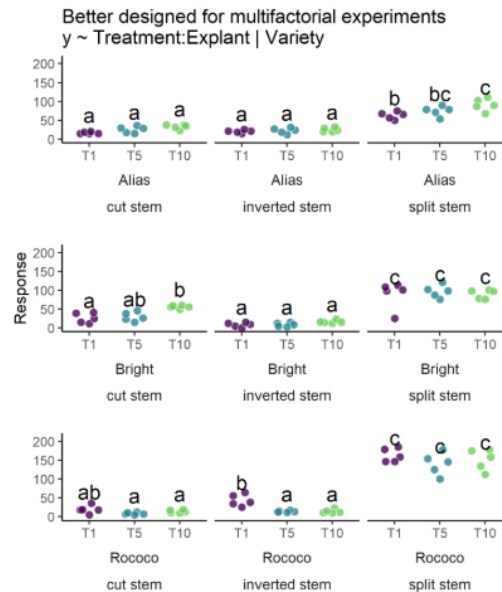 Better designed for multifactorial experiments
y ~ Treatment:Explant | Variety
Response
200
150
100
50
0
a a a
a a a
b bc c
T1 T5 T10
T1 T5 T10
T1 T5 T10
Alias
Alias
Alias
cut stem
inverted stem
split stem
200
150
100
50
0
a ab b
a a a
c c c
T1 T5 T10
T1 T5 T10
T1 T5 T10
Bright
Bright
Bright
cut stem
inverted stem
split stem
200
150
100
50
0
ab a a
b a a
c c c
T1 T5 T10
T1 T5 T10
T1 T5 T10
Rococo
Rococo
Rococo
cut stem
inverted stem
split stem